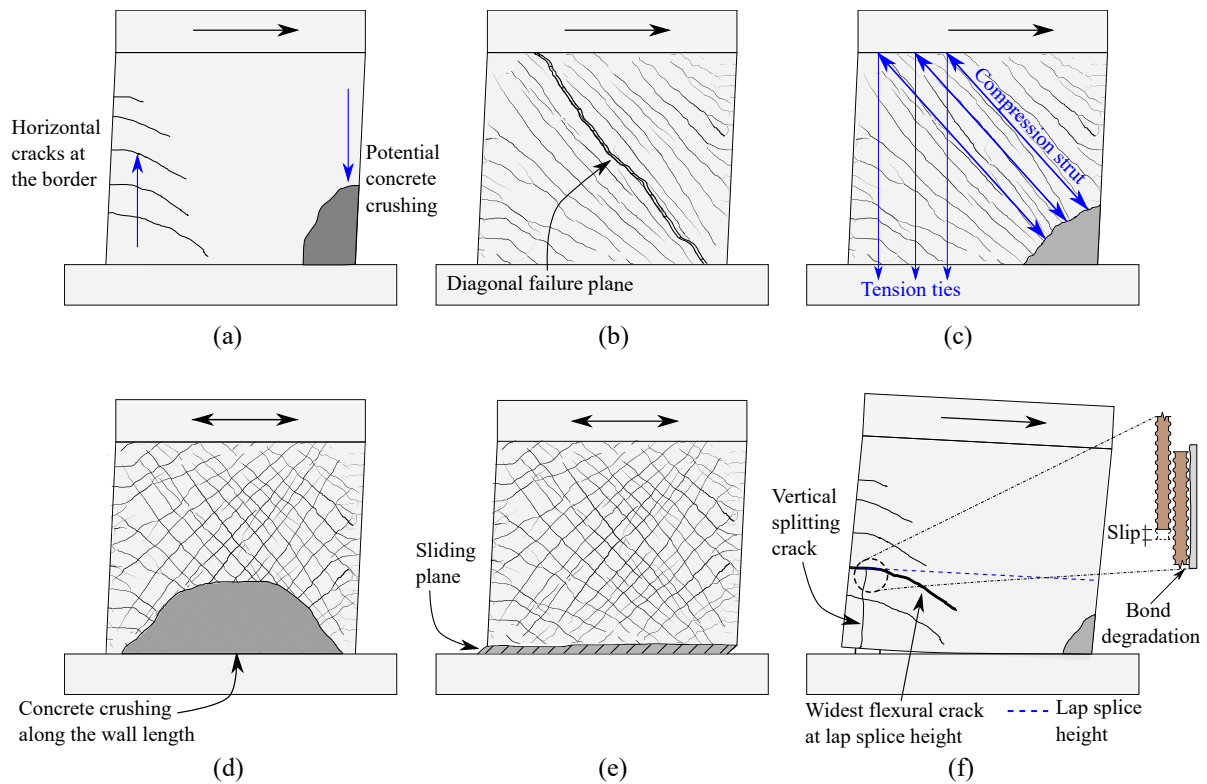 Horizontal
cracks at
the border
Potential
concrete
crushing
(a)
Diagonal failure plane
(b)
Compression strut
Tension ties
(c)
Concrete crushing
along the wall length
(d)
Sliding
plane
(e)
Vertical
splitting
crack
Slip
Bond
degradation
Widest flexural crack
at lap splice height
Lap splice
height
(f)